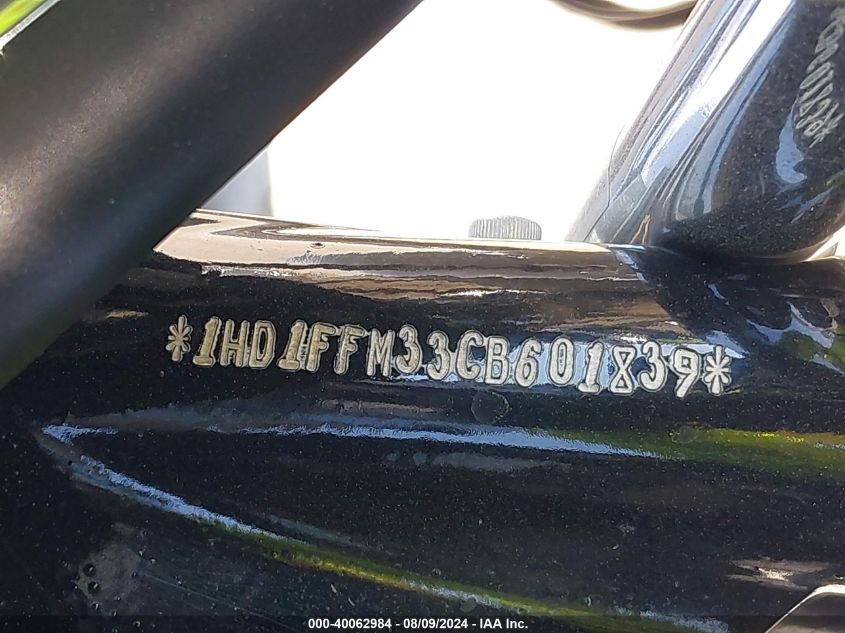 *1HD1FFM33CB601839*
000-40062984 - 08/09/2024 - IAA Inc.